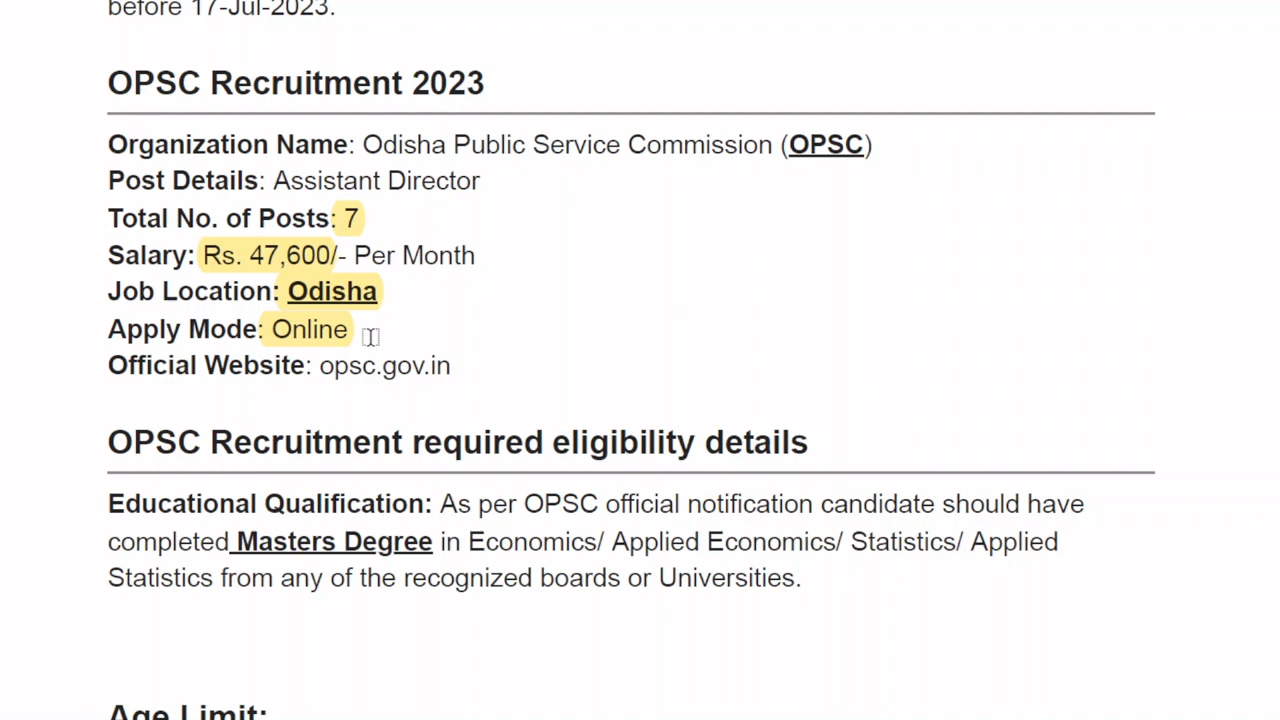 before 17-Jul-2023.
OPSC Recruitment 2023
Organization Name: Odisha Public Service Commission (OPSC)
Post Details: Assistant Director
Total No. of Posts: 7
Salary: Rs. 47,600/- Per Month
Job Location: Odisha
Apply Mode: Online
Official Website: opsc.gov.in
OPSC Recruitment required eligibility details
Educational Qualification: As per OPSC official notification candidate should have
completed Masters Degree in Economics/ Applied Economics/ Statistics/ Applied
Statistics from any of the recognized boards or Universities.
Age Limit: